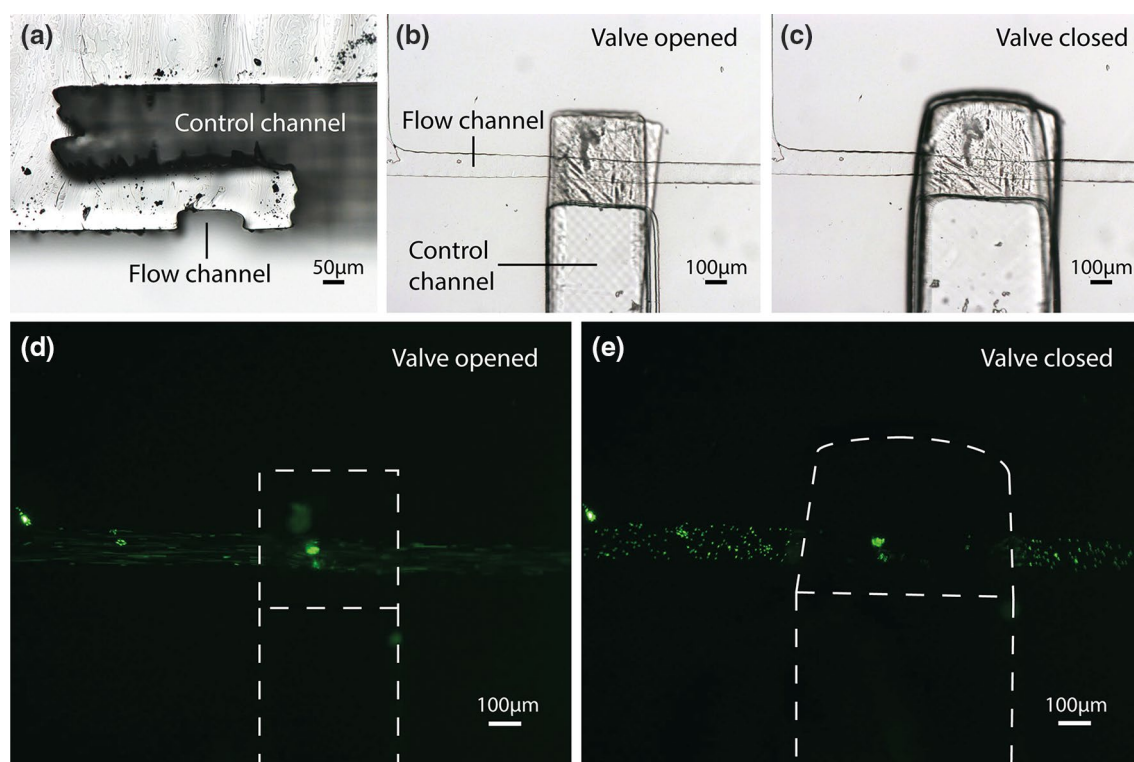 (a)
Control channel
Flow channel
50μm
(b)
Valve opened
Flow channel
Control
channel
100μm
(c)
Valve closed
100μm
(d)
Valve opened
100μm
(e)
Valve closed
100μm